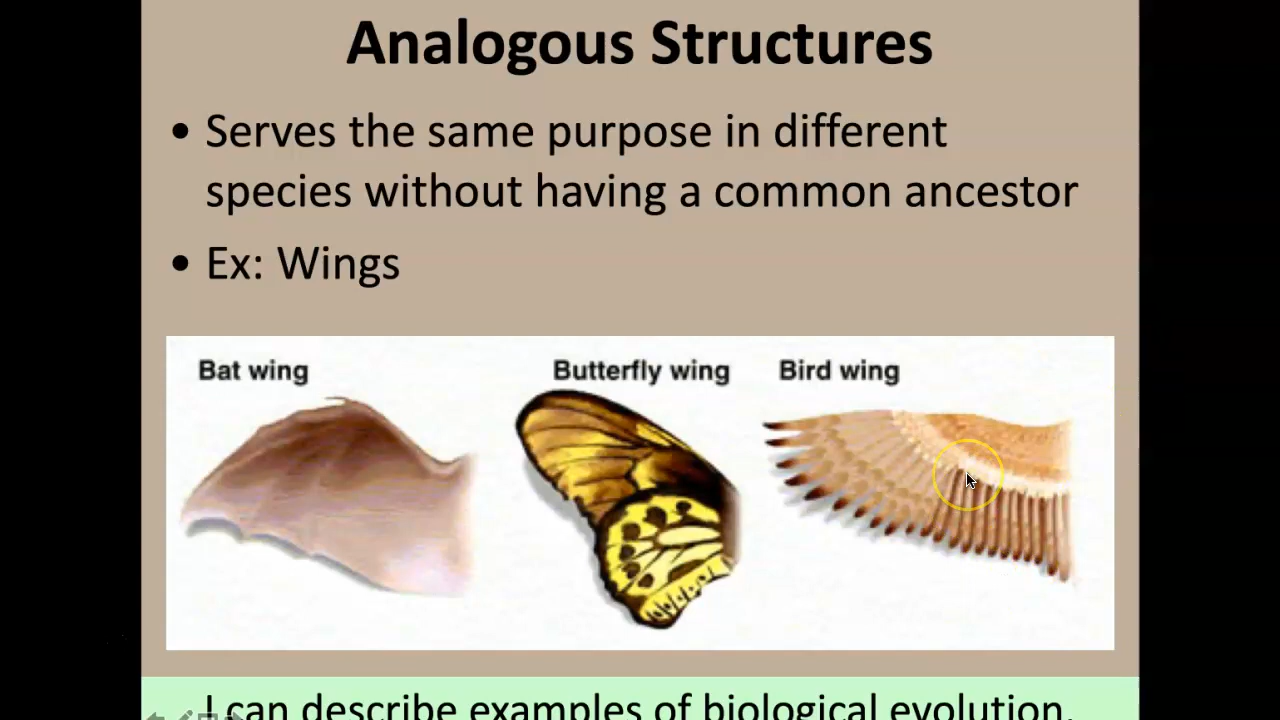 Analogous Structures
• Serves the same purpose in different
species without having a common ancestor
• Ex: Wings
Bat wing
Butterfly wing
Bird wing
I can describe examples of biological evolution.